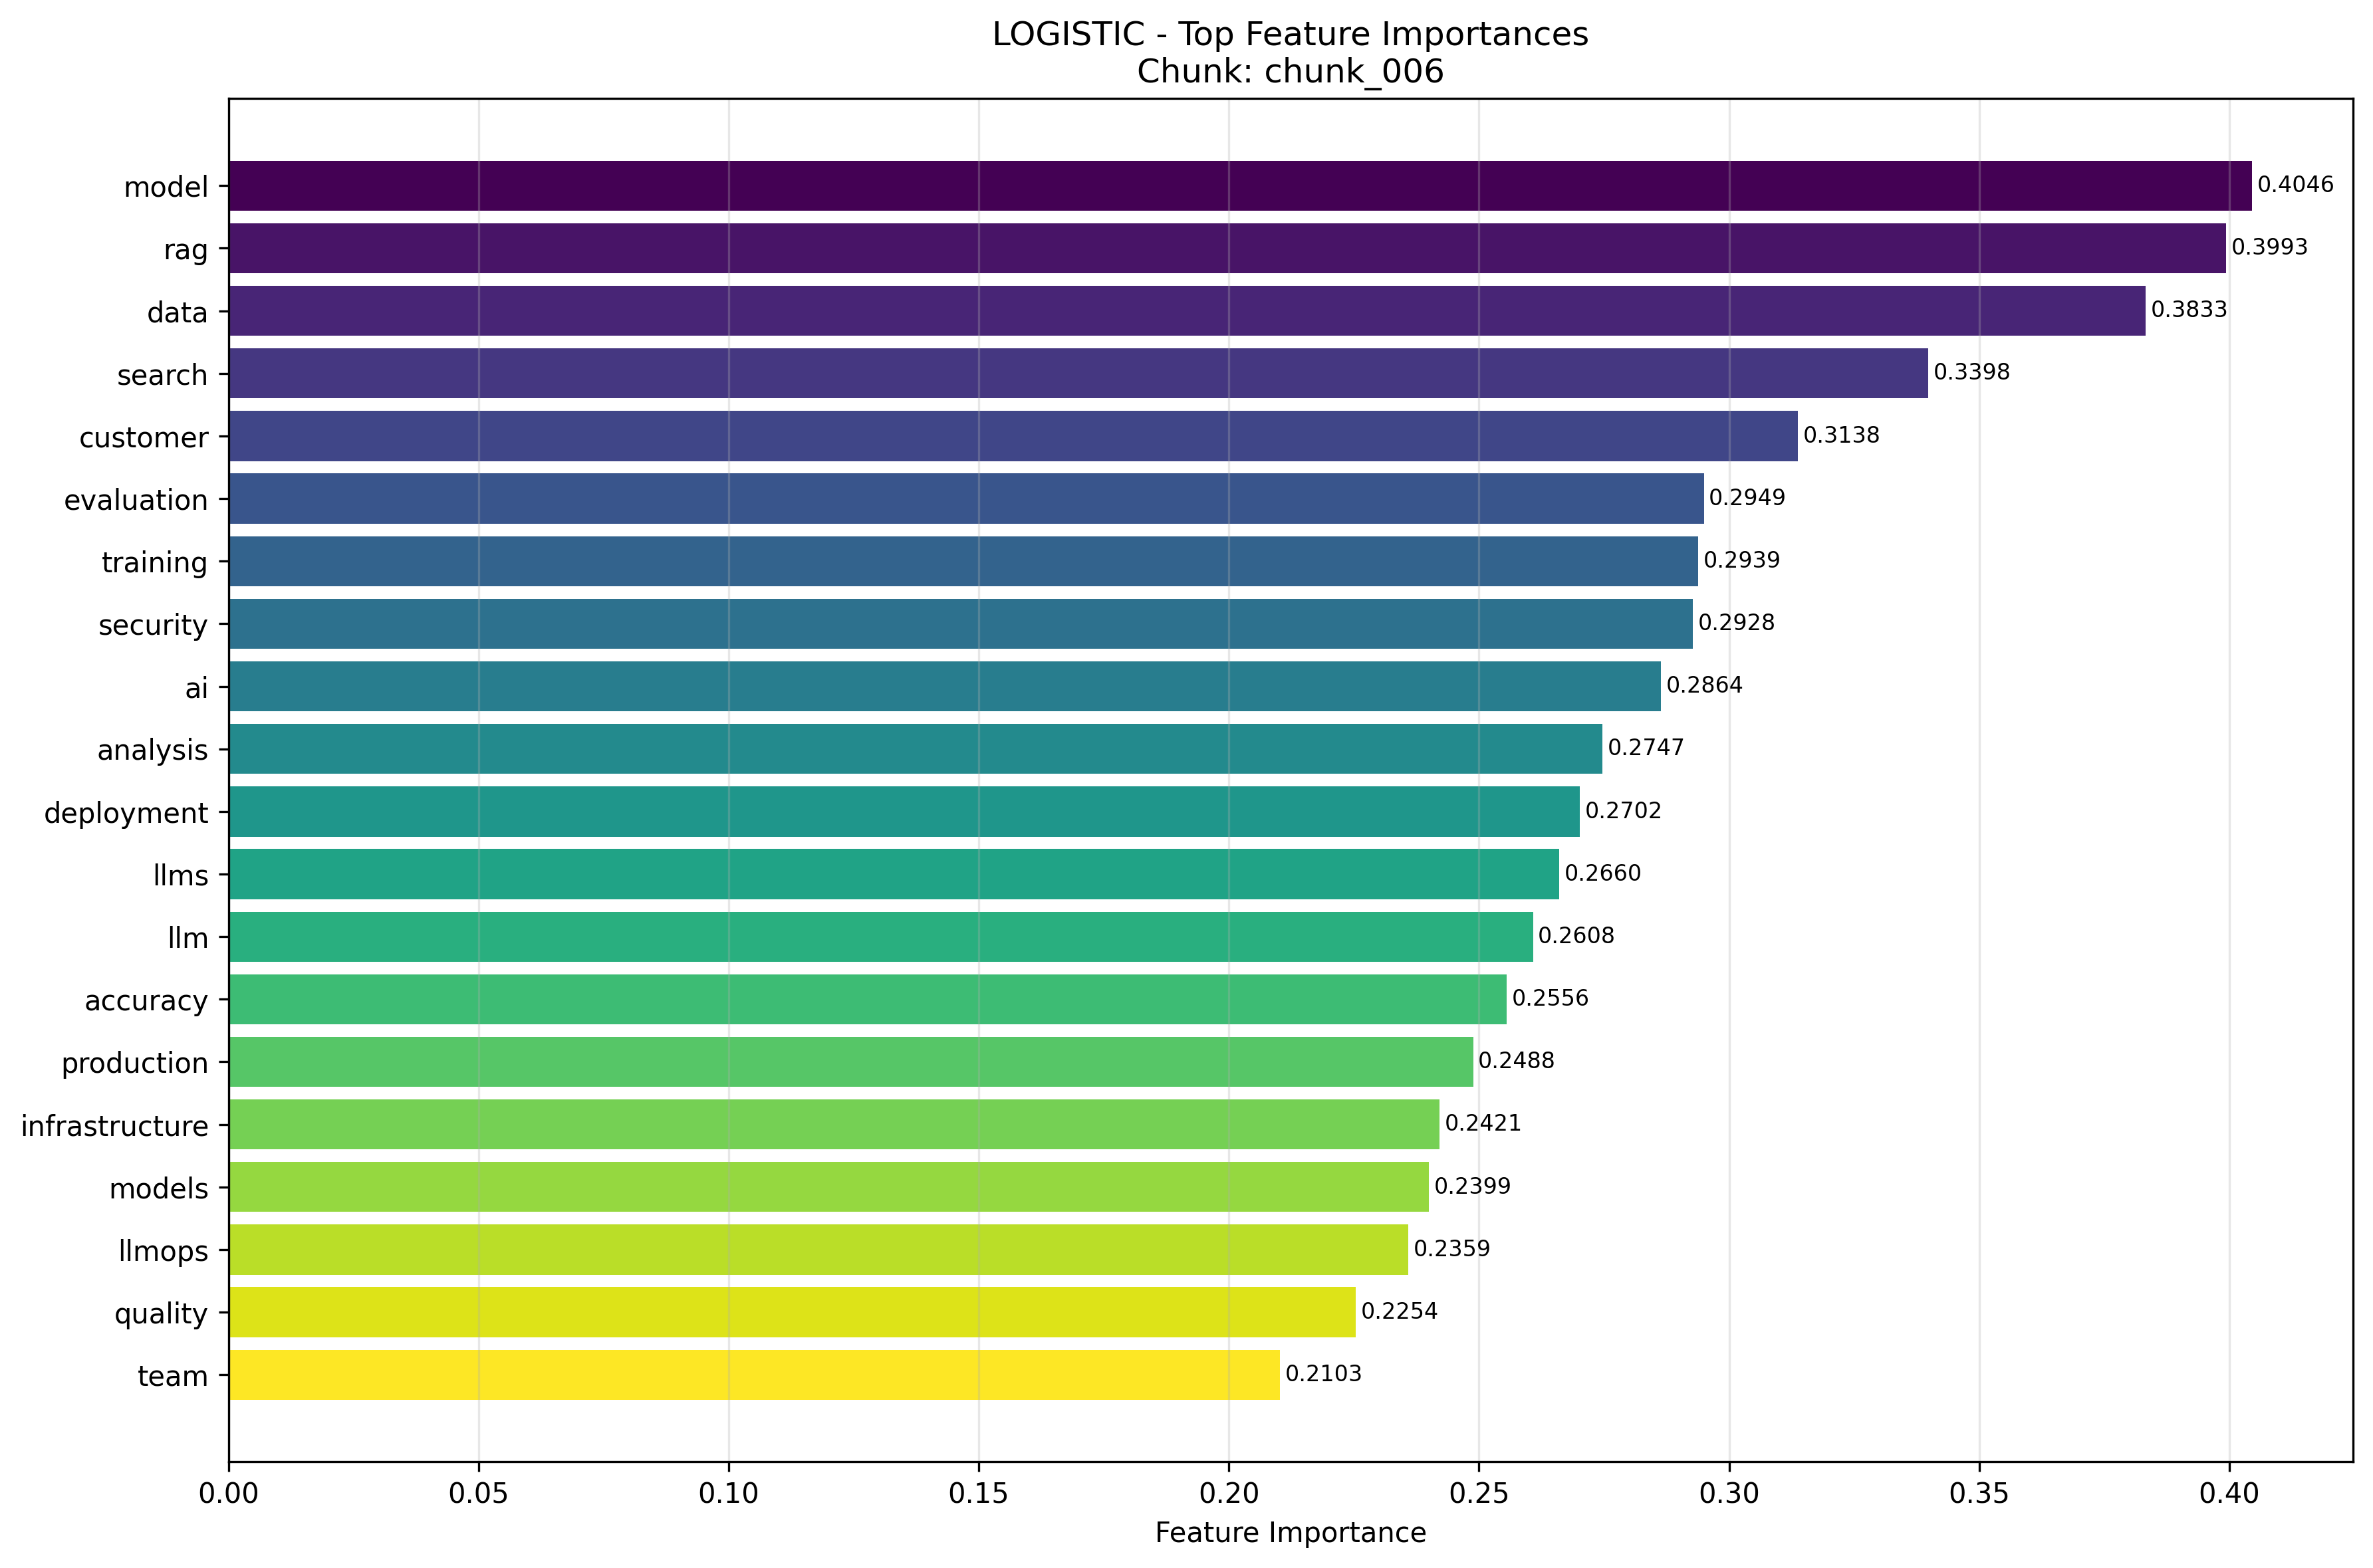 LOGISTIC - Top Feature Importances
Chunk: chunk_006
model 0.4046
rag 0.3993
data 0.3833
search 0.3398
customer 0.3138
evaluation 0.2949
training 0.2939
security 0.2928
ai 0.2864
analysis 0.2747
deployment 0.2702
llms 0.2660
llm 0.2608
accuracy 0.2556
production 0.2488
infrastructure 0.2421
models 0.2399
llmops 0.2359
quality 0.2254
team 0.2103
0.00 0.05 0.10 0.15 0.20 0.25 0.30 0.35 0.40
Feature Importance